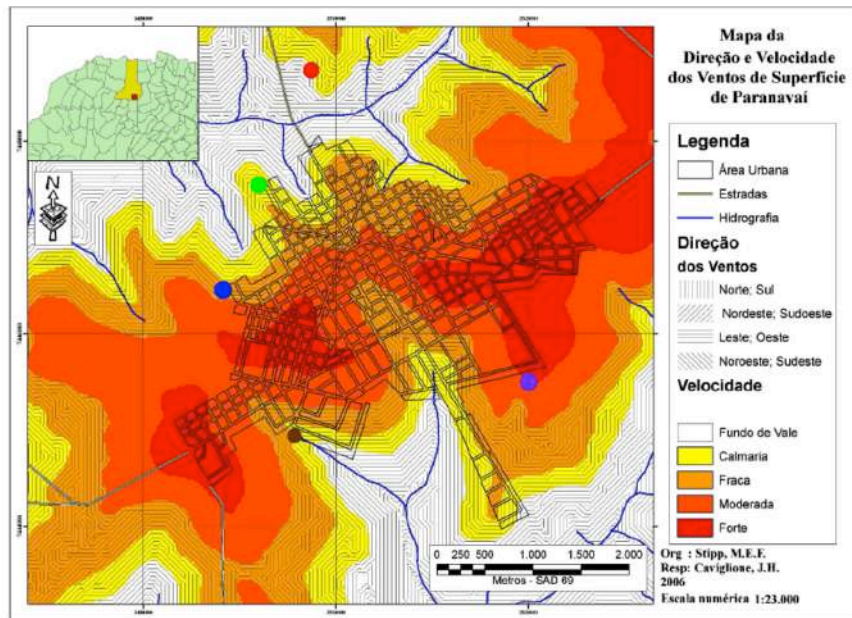 Mapa da
Direção e Velocidade
dos Ventos de Superfície
de Paranavaí
Legenda
Área Urbana
Estradas
Hidrografia
Direção
dos Ventos
Norte; Sul
Nordeste; Sudoeste
Leste; Oeste
Noroeste; Sudeste
Velocidade
Fundo de Vale
Calmaria
Fraca
Moderada
Forte
N
0 250 500 1.000 1.500 2.000
Metros - SAD 69
Org : Stipp, M.E.F.
Resp: Caviglione, J.H.
2006
Escala numérica 1:23.000